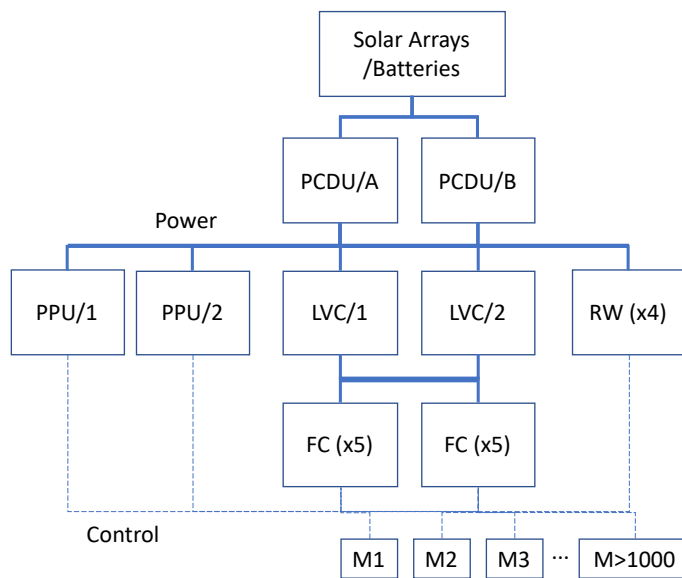 Solar Arrays
/Batteries
PCDU/A
PCDU/B
Power
PPU/1
PPU/2
LVC/1
LVC/2
RW (x4)
FC (x5)
FC (x5)
Control
M1
M2
M3
...
M>1000